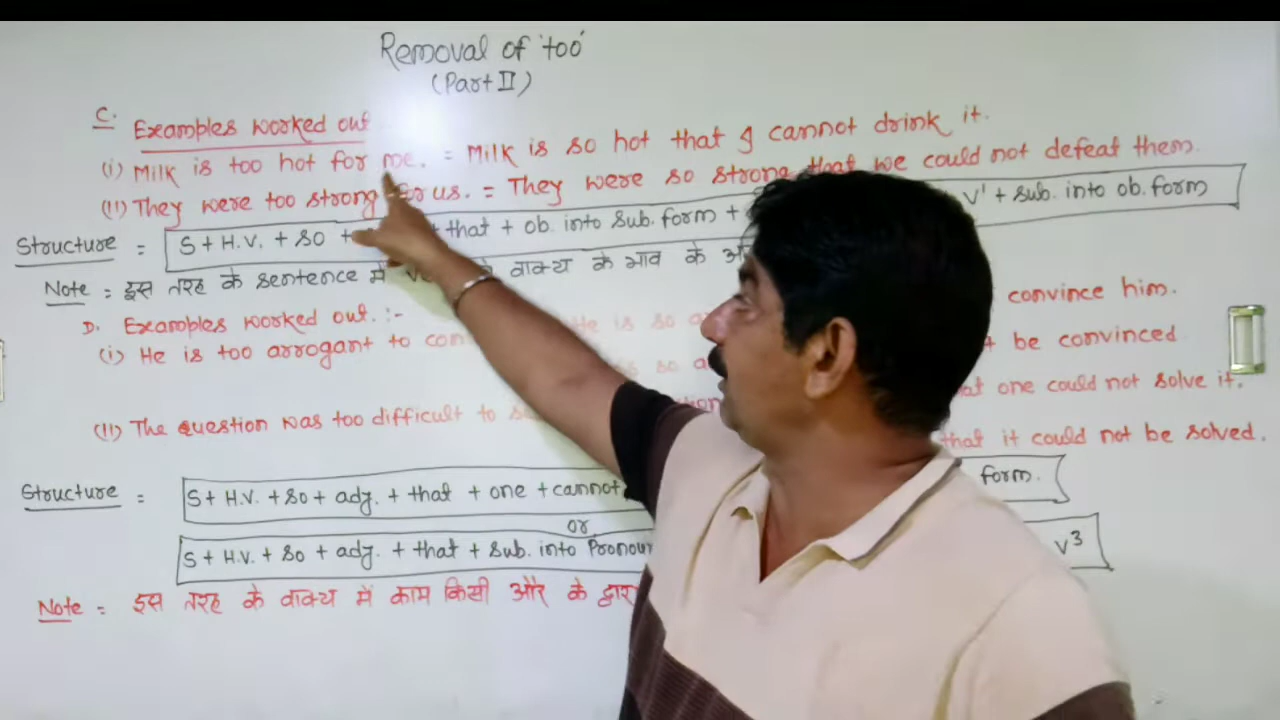 Removal of 'too'
(Part II)
C. Examples worked out
(i) Milk is too hot for me. = Milk is so hot that I cannot drink it.
(II) They were too strong for us. = They were so strong that we could not defeat them.
Structure = S + H.V. + so + + that + ob. into sub. form + V¹ + sub. into ob. form
Note = इस तरह के sentence में वाक्य के भाव के
D. Examples worked out :- convince him.
(i) He is too arrogant to He is so be convinced
so that one could not solve it.
(II) The question was too difficult to that it could not be solved.
Structure = S + H.V. + so + adj. + that + one + cannot form.
or
S + H.V. + so + adj. + that + sub. into Pronoun V³
Note = इस तरह के वाक्य में काम किसी और के द्वारा